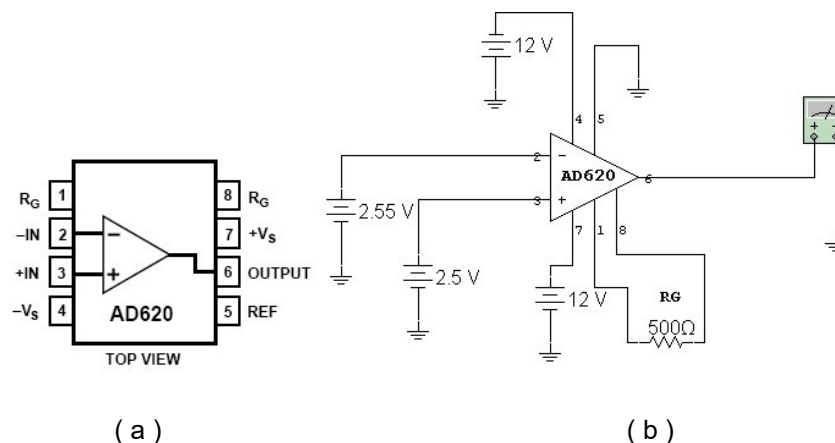 R_G 1
8 R_G
–IN 2
7 +V_S
+IN 3
6 OUTPUT
–V_S 4
5 REF
AD620
TOP VIEW
( a )
12 V
4
5
2
–
AD620
6
3
+
2.55 V
2.5 V
7
1
8
12 V
RG
500Ω
+
–
( b )